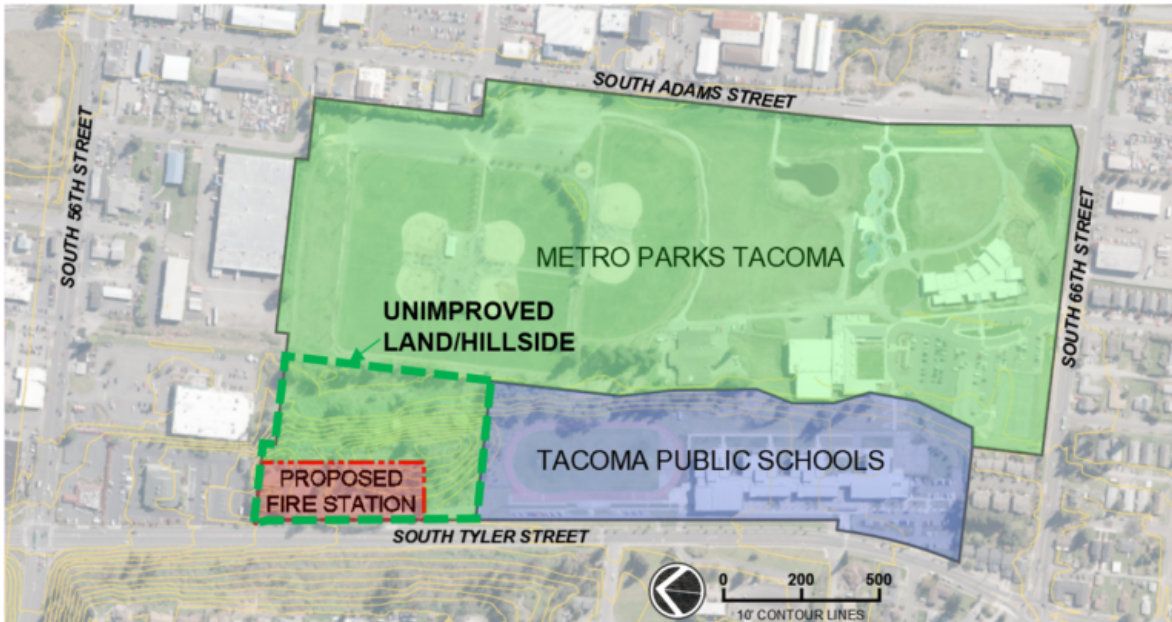 SOUTH ADAMS STREET
SOUTH 56TH STREET
METRO PARKS TACOMA
UNIMPROVED
LAND/HILLSIDE
SOUTH 66TH STREET
TACOMA PUBLIC SCHOOLS
PROPOSED
FIRE STATION
SOUTH TYLER STREET
0 200 500
10' CONTOUR LINES